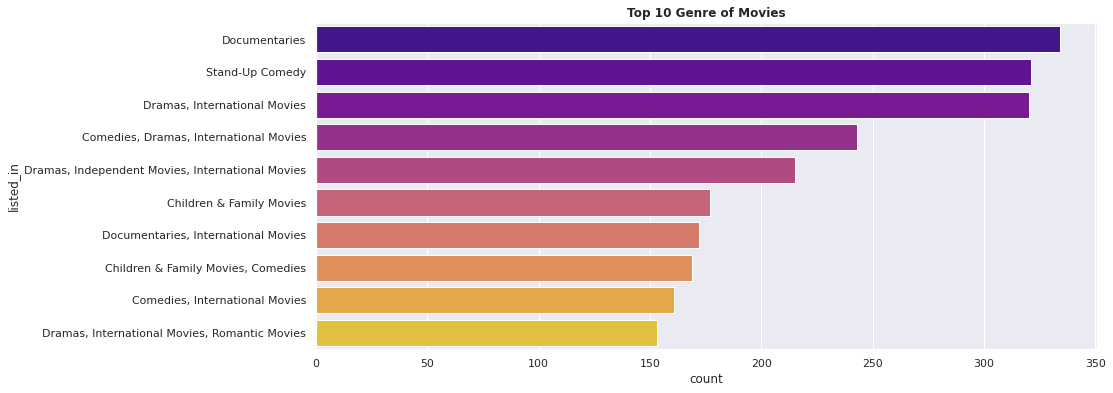 Top 10 Genre of Movies
listed_in
Documentaries
Stand-Up Comedy
Dramas, International Movies
Comedies, Dramas, International Movies
Dramas, Independent Movies, International Movies
Children & Family Movies
Documentaries, International Movies
Children & Family Movies, Comedies
Comedies, International Movies
Dramas, International Movies, Romantic Movies
0 50 100 150 200 250 300 350
count